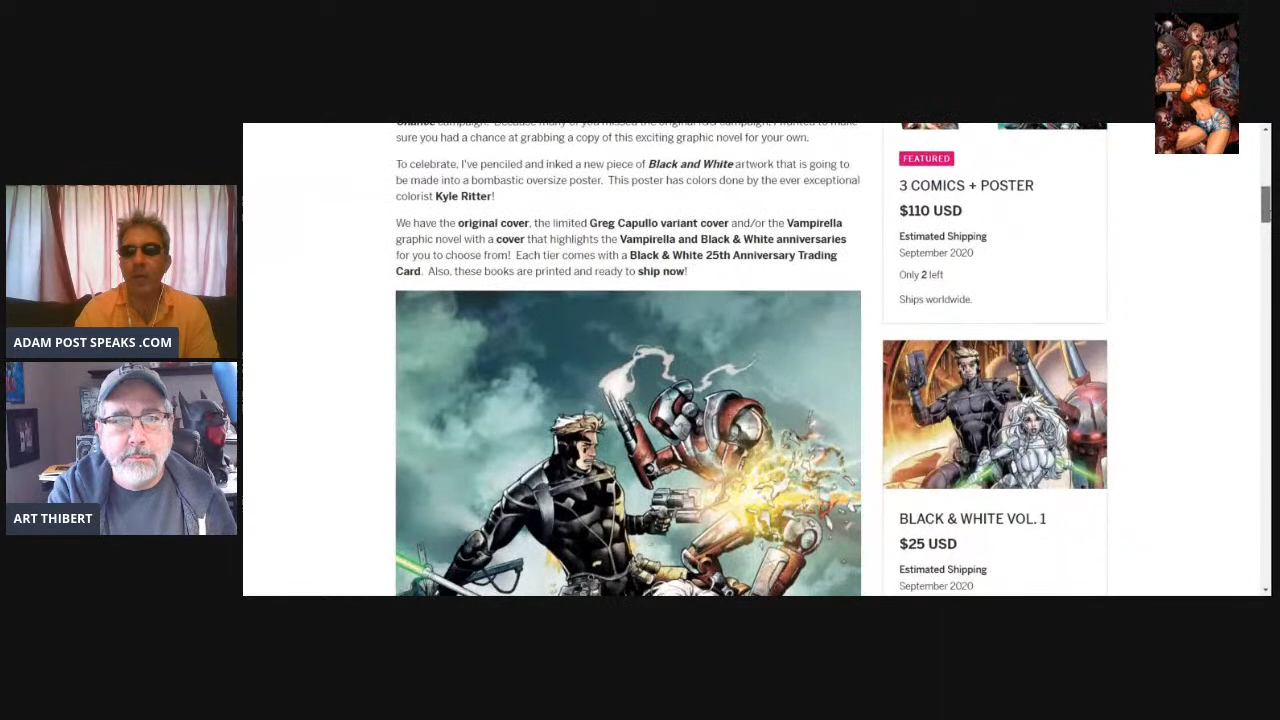 sure you had a chance at grabbing a copy of this exciting graphic novel for your own.
To celebrate, I've penciled and inked a new piece of Black and White artwork that is going to
be made into a bombastic oversize poster. This poster has colors done by the ever exceptional
colorist Kyle Ritter!
We have the original cover, the limited Greg Capullo variant cover and/or the Vampirella
graphic novel with a cover that highlights the Vampirella and Black & White anniversaries
for you to choose from! Each tier comes with a Black & White 25th Anniversary Trading
Card. Also, these books are printed and ready to ship now!
FEATURED
3 COMICS + POSTER
$110 USD
Estimated Shipping
September 2020
Only 2 left
Ships worldwide.
BLACK & WHITE VOL. 1
$25 USD
Estimated Shipping
September 2020
ADAM POST SPEAKS .COM
ART THIBERT